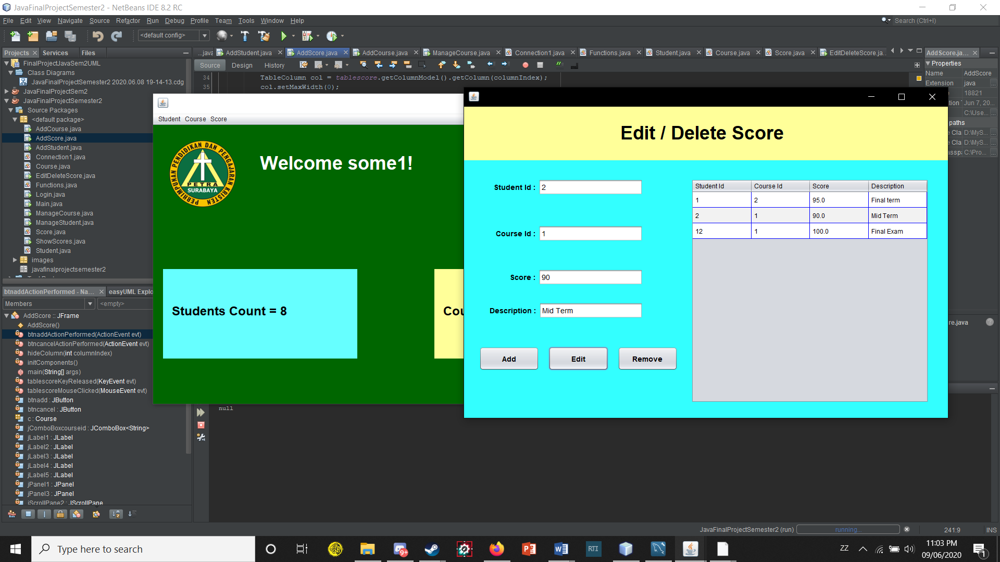 JavaFinalProjectSemester2 - NetBeans IDE 8.2 RC
File Edit View Navigate Source Refactor Run Debug Profile Team Tools Window Help
Search (Ctrl+I)
<default config>
Projects Services Files
...java AddStudent.java AddScore.java AddCourse.java ManageCourse.java Connection1.java Functions.java Student.java Course.java Score.java EditDeleteScore.ja...
Source Design History
34 TableColumn col = tablescore.getColumnModel().getColumn(columnIndex);
35 col.setMaxWidth(0);
FinalProjectJavaSem2UML
Class Diagrams
JavaFinalProjectSemester2 2020.06.08 19-14-13.cdg
JavaFinalProjectSem2
JavaFinalProjectSemester2
Source Packages
<default package>
AddCourse.java
AddScore.java
AddStudent.java
Connection1.java
Course.java
EditDeleteScore.java
Functions.java
Login.java
Main.java
ManageCourse.java
ManageStudent.java
Score.java
ShowScores.java
Student.java
images
javafinalprojectsemester2
btnaddActionPerformed - Na... easyUML Explo
Members <empty>
AddScore :: JFrame
AddScore()
btnaddActionPerformed(ActionEvent evt)
btncancelActionPerformed(ActionEvent evt)
hideColumn(int columnIndex)
initComponents()
main(String[] args)
tablescoreKeyReleased(KeyEvent evt)
tablescoreMouseClicked(MouseEvent evt)
btnadd : JButton
btncancel : JButton
c : Course
jComboBoxcourseid : JComboBox<String>
jLabel1 : JLabel
jLabel2 : JLabel
jLabel3 : JLabel
jLabel4 : JLabel
jLabel5 : JLabel
jPanel1 : JPanel
jPanel3 : JPanel
jScrollPane2 : JScrollPane
Student Course Score
PERHIMPUNAN PENDIDIKAN DAN PENGAJARAN KRISTEN
PETRA
SURABAYA
Welcome some1!
Students Count = 8
Cou
null
Edit / Delete Score
Student Id : 2
Course Id : 1
Score : 90
Description : Mid Term
Add Edit Remove
Student Id Course Id Score Description
1 2 95.0 Final term
2 1 90.0 Mid Term
12 1 100.0 Final Exam
AddScore.ja...
Properties
Name AddScore
Extension java
18821
tion Jun 7, 20...
C:\Use...
paths
e Cla D:\MyS...
e Cla D:\MyS...
assp C:\Pro...
re.java
JavaFinalProjectSemester2 (run) running... 241:9 INS
Type here to search
9+
RTI
ZZ
11:03 PM
09/06/2020
1